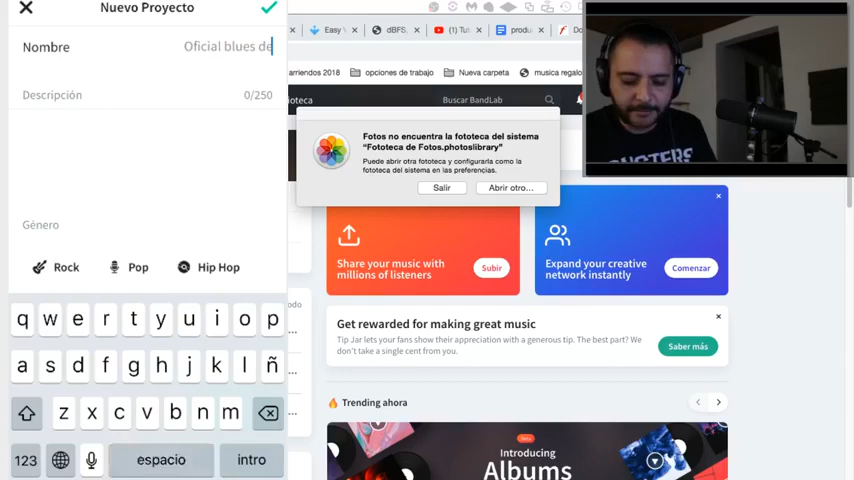 Nuevo Proyecto
Nombre
Oficial blues de
Descripción
0/250
Género
Rock
Pop
Hip Hop
q w e r t y u i o p
a s d f g h j k l ñ
z x c v b n m
123
espacio
intro
Easy
dBFS.
(1) Tu
produ
Do
arriendos 2018
opciones de trabajo
Nueva carpeta
musica regalo
ioteca
Buscar BandLab
Fotos no encuentra la fototeca del sistema
“Fototeca de Fotos.photoslibrary”
Puede abrir otra fototeca y configurarla como la
fototeca del sistema en las preferencias.
Salir
Abrir otro...
Share your music with
millions of listeners
Subir
Expand your creative
network instantly
Comenzar
odo
Get rewarded for making great music
Tip Jar lets your fans show their appreciation with a generous tip. The best part? We
don't take a single cent from you.
Saber más
Trending ahora
Introducing
Albums